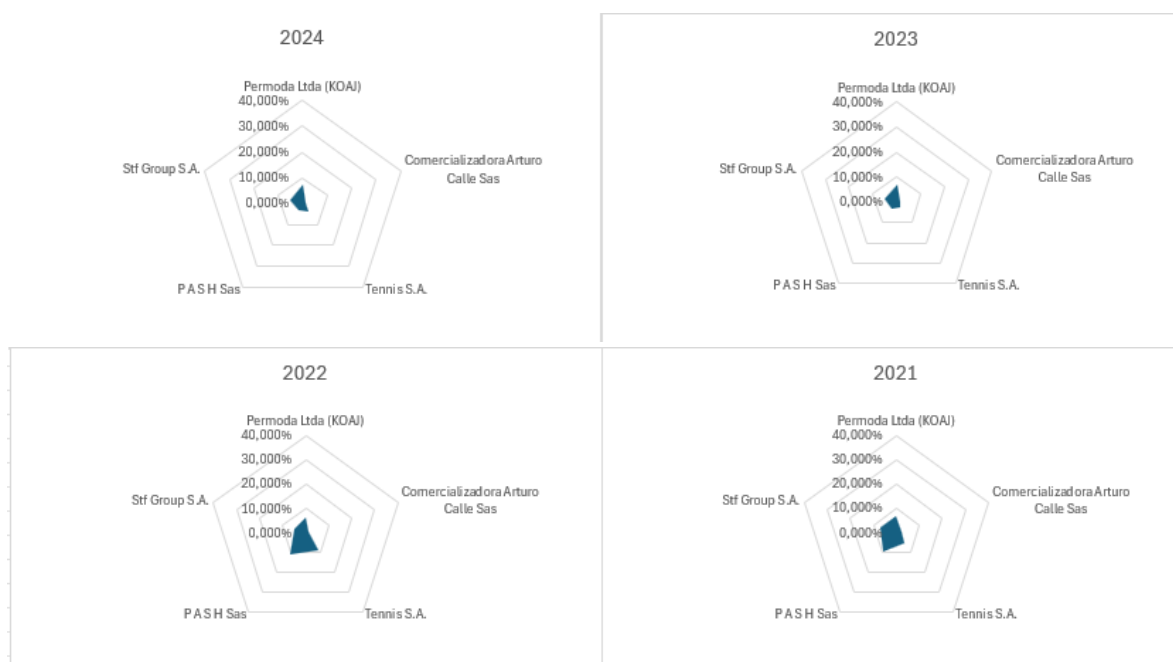 2024
Permoda Ltda (KOAJ)
40,000%
30,000%
20,000%
10,000%
0,000%
Comercializadora Arturo
Calle Sas
Tennis S.A.
P A S H Sas
Stf Group S.A.
2023
Permoda Ltda (KOAJ)
40,000%
30,000%
20,000%
10,000%
0,000%
Comercializadora Arturo
Calle Sas
Tennis S.A.
P A S H Sas
Stf Group S.A.
2022
Permoda Ltda (KOAJ)
40,000%
30,000%
20,000%
10,000%
0,000%
Comercializadora Arturo
Calle Sas
Tennis S.A.
P A S H Sas
Stf Group S.A.
2021
Permoda Ltda (KOAJ)
40,000%
30,000%
20,000%
10,000%
0,000%
Comercializadora Arturo
Calle Sas
Tennis S.A.
P A S H Sas
Stf Group S.A.